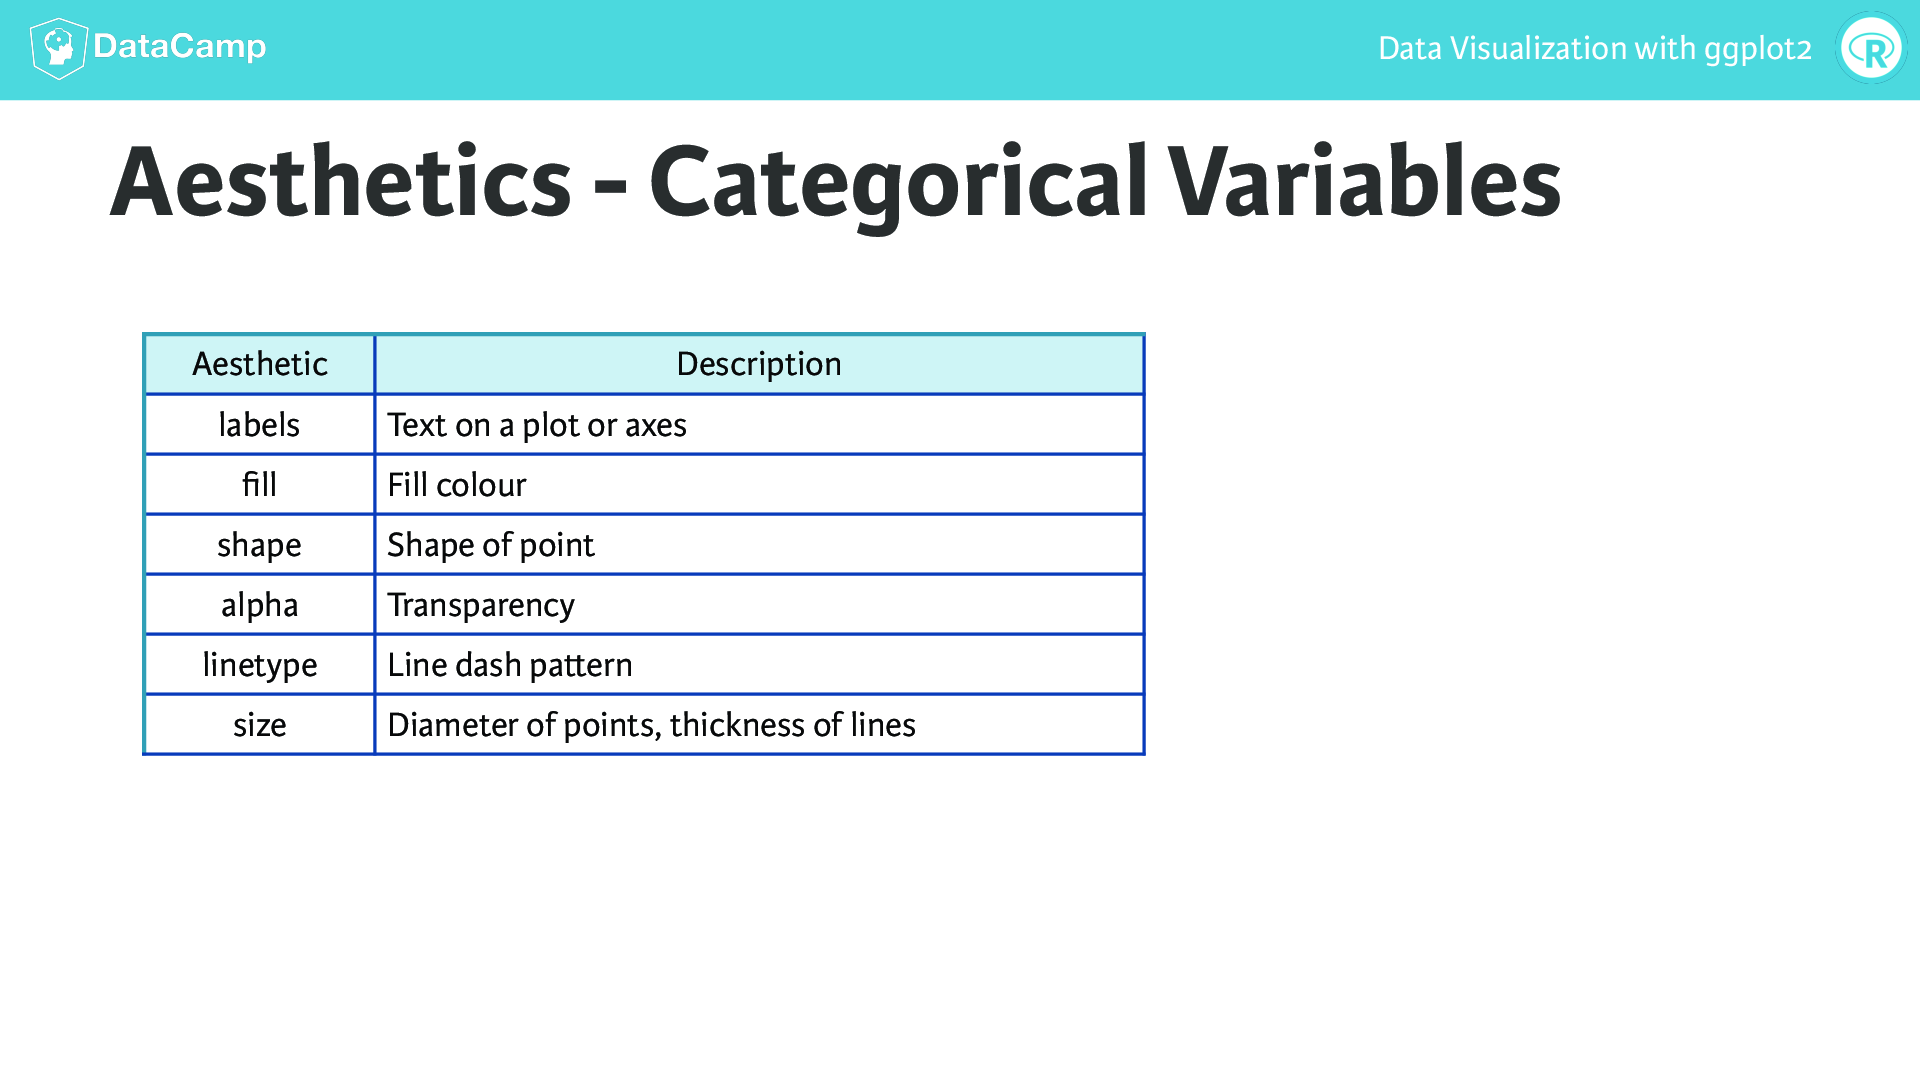 DataCamp
Data Visualization with ggplot2
R
Aesthetics - Categorical Variables
Aesthetic Description
labels Text on a plot or axes
fill Fill colour
shape Shape of point
alpha Transparency
linetype Line dash pattern
size Diameter of points, thickness of lines